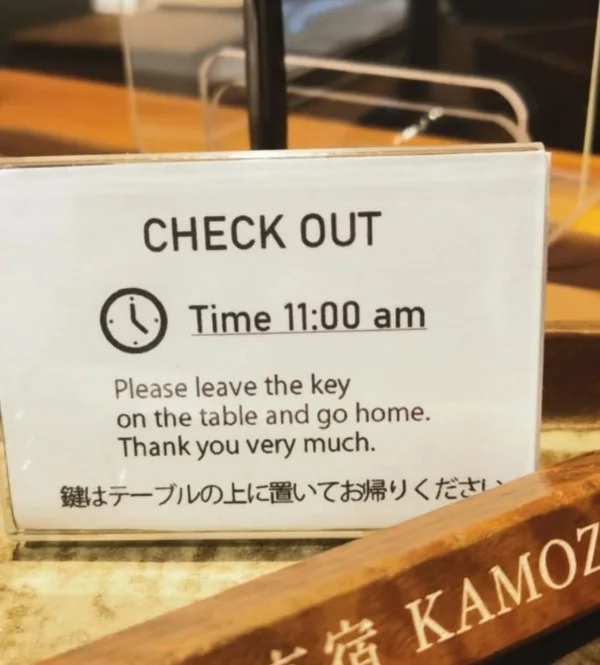 CHECK OUT
Time 11:00 am
Please leave the key
on the table and go home.
Thank you very much.
鍵はテーブルの上に置いてお帰りください
宿 KAMOZ